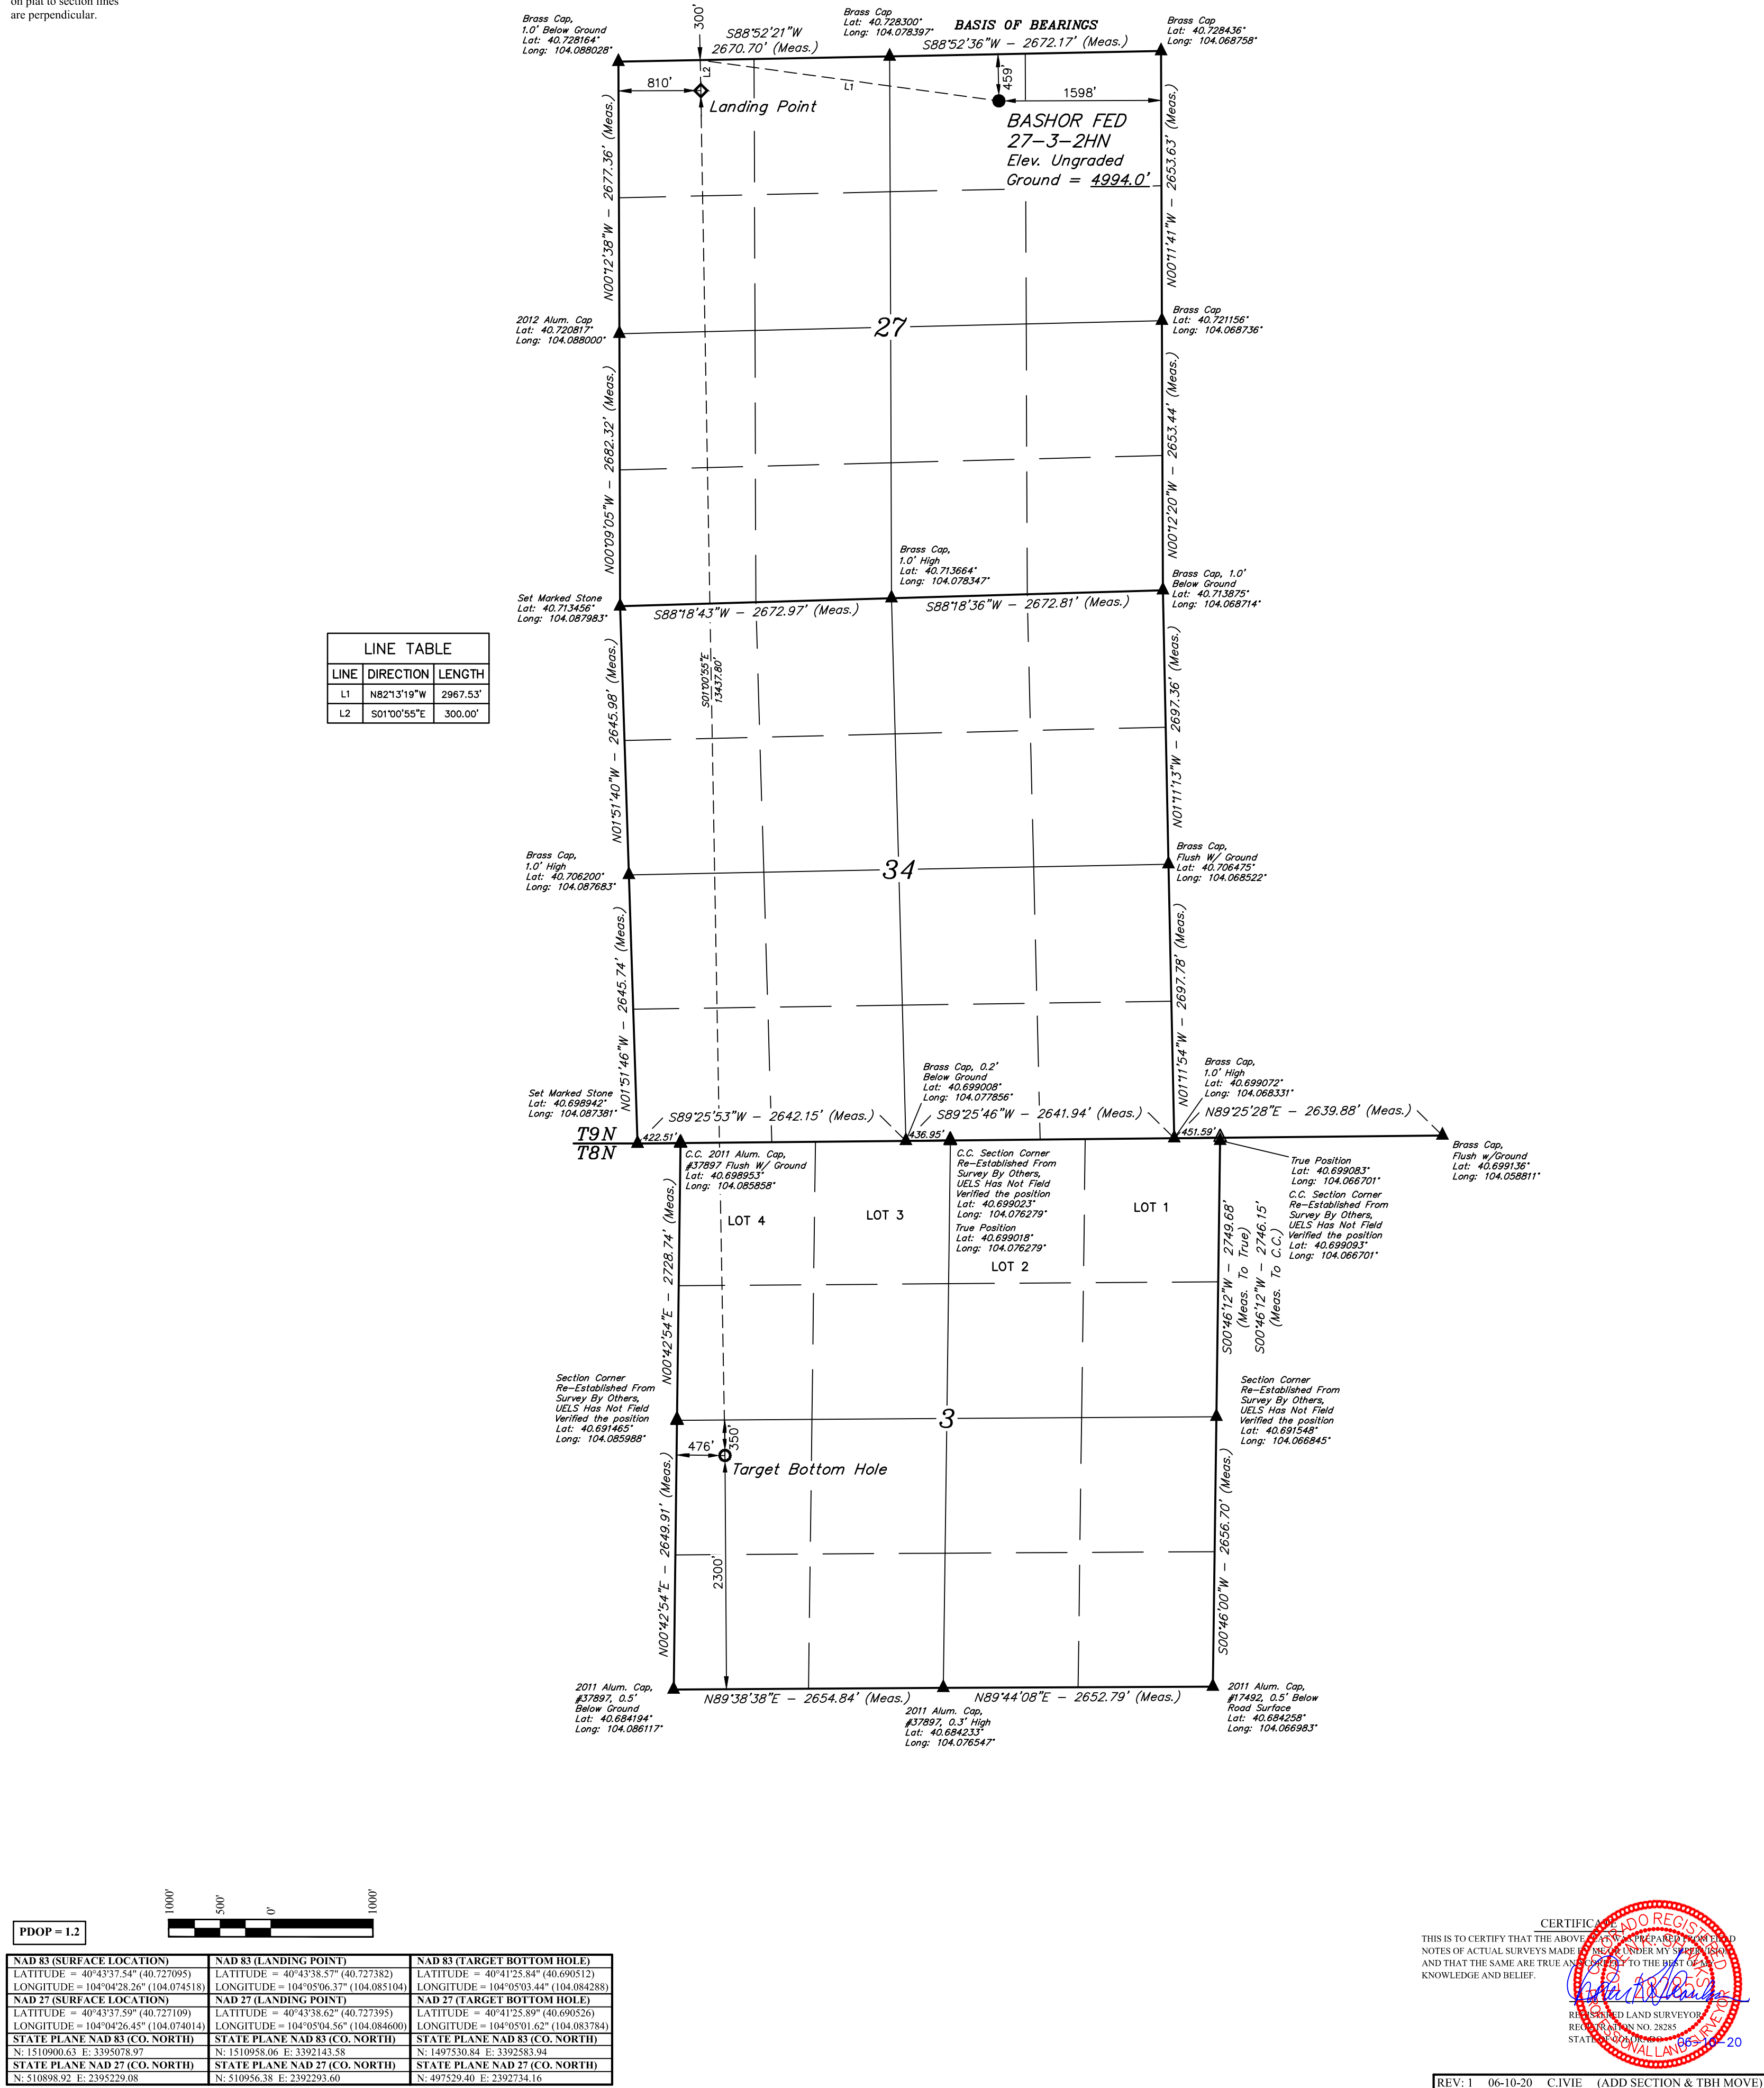 on plat to section lines
are perpendicular.
Brass Cap,
1.0' Below Ground
Lat: 40.728164°
Long: 104.088028°
300'
S88°52'21"W
2670.70' (Meas.)
Brass Cap
Lat: 40.728300°
Long: 104.078397°
BASIS OF BEARINGS
S88°52'36"W - 2672.17' (Meas.)
Brass Cap
Lat: 40.728436°
Long: 104.068758°
810'
L2
L1
459'
1598'
Landing Point
BASHOR FED
27-3-2HN
Elev. Ungraded
Ground = 4994.0'
N00°12'38"W - 2677.36' (Meas.)
N00°11'41"W - 2653.63' (Meas.)
2012 Alum. Cap
Lat: 40.720817°
Long: 104.088000°
27
Brass Cap
Lat: 40.721156°
Long: 104.068736°
N00°09'05"W - 2682.32' (Meas.)
N00°12'20"W - 2653.44' (Meas.)
Brass Cap,
1.0' High
Lat: 40.713664°
Long: 104.078347°
Brass Cap, 1.0'
Below Ground
Lat: 40.713875°
Long: 104.068714°
Set Marked Stone
Lat: 40.713456°
Long: 104.087983°
S88°18'43"W - 2672.97' (Meas.)
S88°18'36"W - 2672.81' (Meas.)
LINE TABLE
LINE DIRECTION LENGTH
L1 N82°13'19"W 2967.53'
L2 S01°00'55"E 300.00'
S01°00'55"E
13437.80'
N01°51'40"W - 2645.98' (Meas.)
N01°11'13"W - 2697.36' (Meas.)
Brass Cap,
1.0' High
Lat: 40.706200°
Long: 104.087683°
34
Brass Cap,
Flush W/ Ground
Lat: 40.706475°
Long: 104.068522°
N01°51'46"W - 2645.74' (Meas.)
N01°11'54"W - 2697.78' (Meas.)
Set Marked Stone
Lat: 40.698942°
Long: 104.087381°
Brass Cap, 0.2'
Below Ground
Lat: 40.699008°
Long: 104.077856°
Brass Cap,
1.0' High
Lat: 40.699072°
Long: 104.068331°
S89°25'53"W - 2642.15' (Meas.)
S89°25'46"W - 2641.94' (Meas.)
N89°25'28"E - 2639.88' (Meas.)
T9N
T8N
422.51'
436.95'
451.59'
C.C. 2011 Alum. Cap,
#37897 Flush W/ Ground
Lat: 40.698953°
Long: 104.085858°
C.C. Section Corner
Re-Established From
Survey By Others,
UELS Has Not Field
Verified the position
Lat: 40.699023°
Long: 104.076279°
True Position
Lat: 40.699018°
Long: 104.076279°
True Position
Lat: 40.699083°
Long: 104.066701°
C.C. Section Corner
Re-Established From
Survey By Others,
UELS Has Not Field
Verified the position
Lat: 40.699093°
Long: 104.066701°
Brass Cap,
Flush w/Ground
Lat: 40.699136°
Long: 104.058811°
LOT 4
LOT 3
LOT 2
LOT 1
N00°42'54"E - 2728.74' (Meas.)
S00°46'12"W - 2749.68'
(Meas. To True)
S00°46'12"W - 2746.15'
(Meas. To C.C.)
Section Corner
Re-Established From
Survey By Others,
UELS Has Not Field
Verified the position
Lat: 40.691465°
Long: 104.085988°
3
Section Corner
Re-Established From
Survey By Others,
UELS Has Not Field
Verified the position
Lat: 40.691548°
Long: 104.066845°
476'
350'
Target Bottom Hole
N00°42'54"E - 2649.91' (Meas.)
2300'
S00°46'00"W - 2656.70' (Meas.)
2011 Alum. Cap,
#37897, 0.5'
Below Ground
Lat: 40.684194°
Long: 104.086117°
N89°38'38"E - 2654.84' (Meas.)
N89°44'08"E - 2652.79' (Meas.)
2011 Alum. Cap,
#37897, 0.3' High
Lat: 40.684233°
Long: 104.076547°
2011 Alum. Cap,
#17492, 0.5' Below
Road Surface
Lat: 40.684258°
Long: 104.066983°
PDOP = 1.2
1000' 500' 0' 1000'
NAD 83 (SURFACE LOCATION) NAD 83 (LANDING POINT) NAD 83 (TARGET BOTTOM HOLE)
LATITUDE = 40°43'37.54" (40.727095) LATITUDE = 40°43'38.57" (40.727382) LATITUDE = 40°41'25.84" (40.690512)
LONGITUDE = 104°04'28.26" (104.074518) LONGITUDE = 104°05'06.37" (104.085104) LONGITUDE = 104°05'03.44" (104.084288)
NAD 27 (SURFACE LOCATION) NAD 27 (LANDING POINT) NAD 27 (TARGET BOTTOM HOLE)
LATITUDE = 40°43'37.59" (40.727109) LATITUDE = 40°43'38.62" (40.727395) LATITUDE = 40°41'25.89" (40.690526)
LONGITUDE = 104°04'26.45" (104.074014) LONGITUDE = 104°05'04.56" (104.084600) LONGITUDE = 104°05'01.62" (104.083784)
STATE PLANE NAD 83 (CO. NORTH) STATE PLANE NAD 83 (CO. NORTH) STATE PLANE NAD 83 (CO. NORTH)
N: 1510900.63 E: 3395078.97 N: 1510958.06 E: 3392143.58 N: 1497530.84 E: 3392583.94
STATE PLANE NAD 27 (CO. NORTH) STATE PLANE NAD 27 (CO. NORTH) STATE PLANE NAD 27 (CO. NORTH)
N: 510898.92 E: 2395229.08 N: 510956.38 E: 2392293.60 N: 497529.40 E: 2392734.16
CERTIFICATE
THIS IS TO CERTIFY THAT THE ABOVE PLAT WAS PREPARED FROM FIELD
NOTES OF ACTUAL SURVEYS MADE BY ME OR UNDER MY SUPERVISION
AND THAT THE SAME ARE TRUE AND CORRECT TO THE BEST OF MY
KNOWLEDGE AND BELIEF.
REGISTERED LAND SURVEYOR
REGISTRATION NO. 28285
STATE OF COLORADO
COLORADO REGISTERED
28285
PROFESSIONAL LAND SURVEYOR
06-10-20
REV: 1 06-10-20 C.IVIE (ADD SECTION & TBH MOVE)